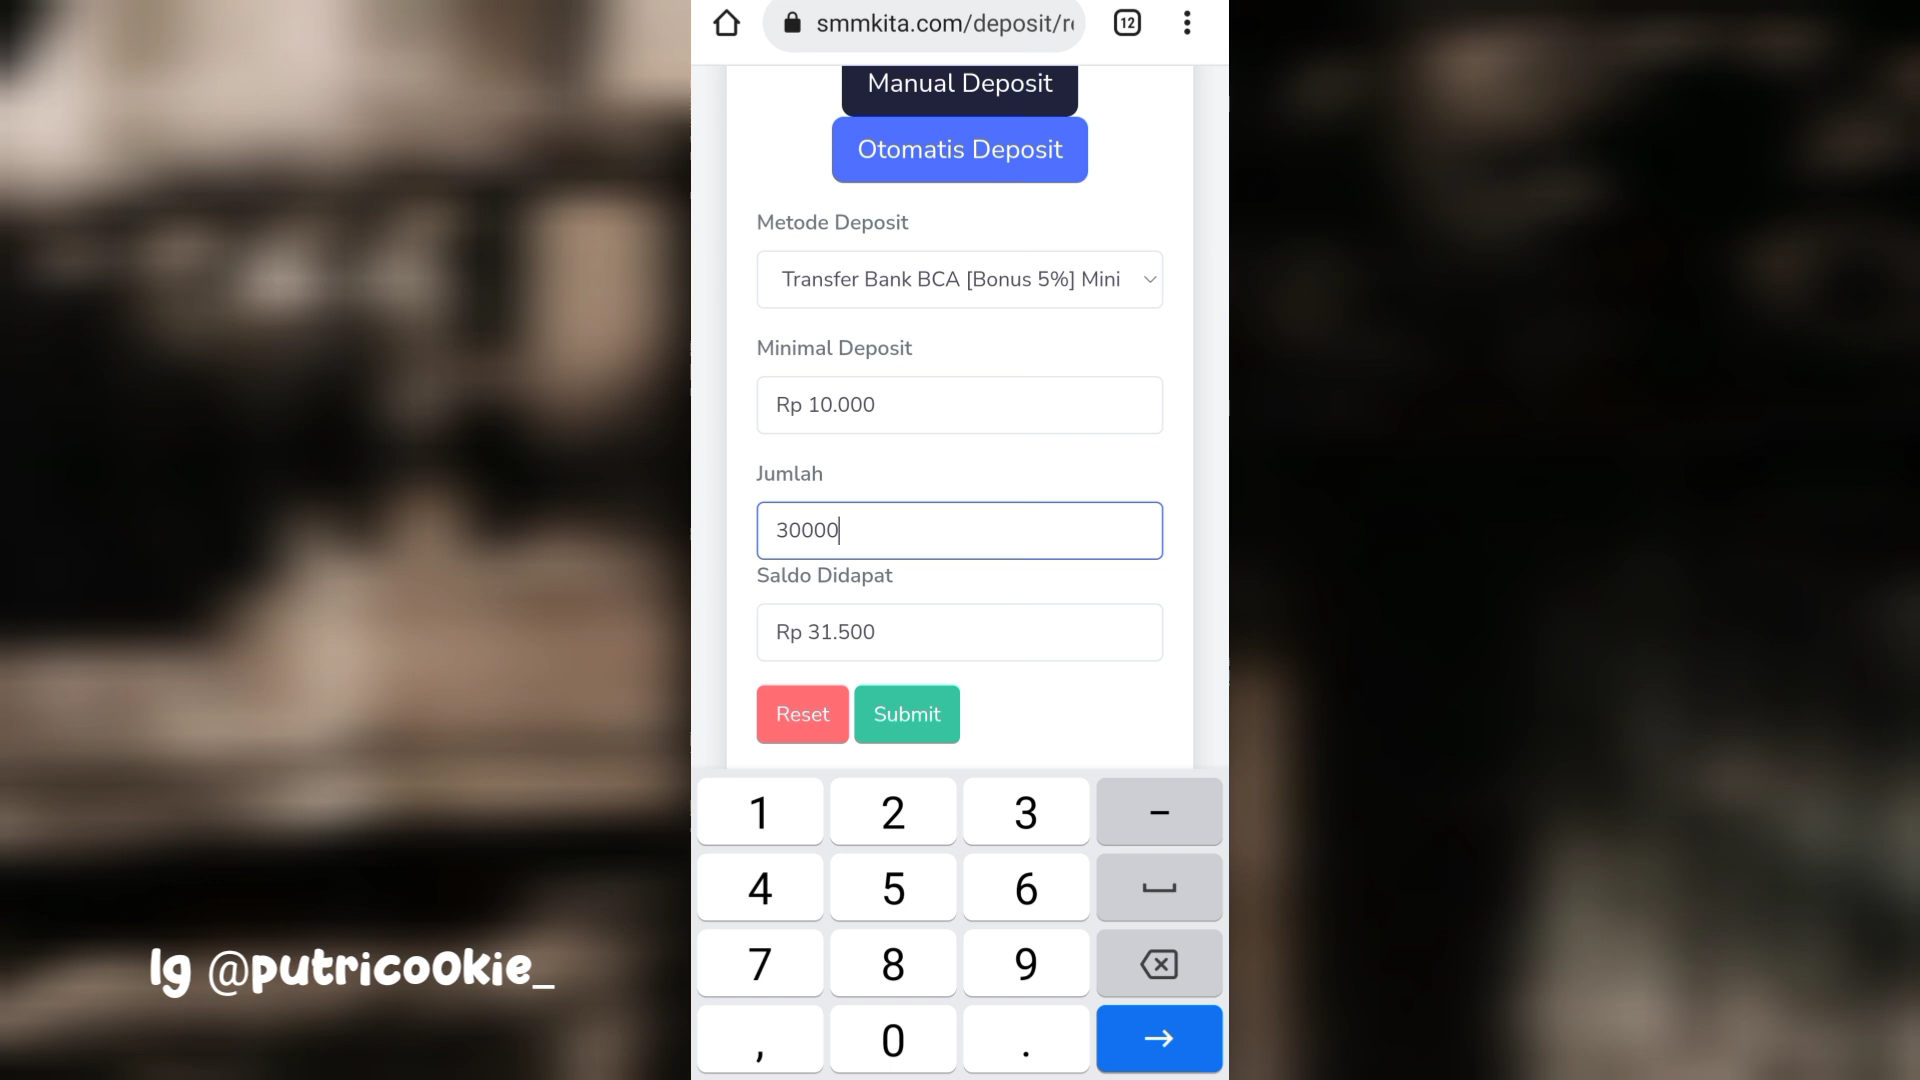 smmkita.com/deposit/r
12
Manual Deposit
Otomatis Deposit
Metode Deposit
Transfer Bank BCA [Bonus 5%] Mini
Minimal Deposit
Rp 10.000
Jumlah
30000
Saldo Didapat
Rp 31.500
Reset Submit
1 2 3 -
4 5 6
7 8 9
, 0 .
Ig @putricoOkie_